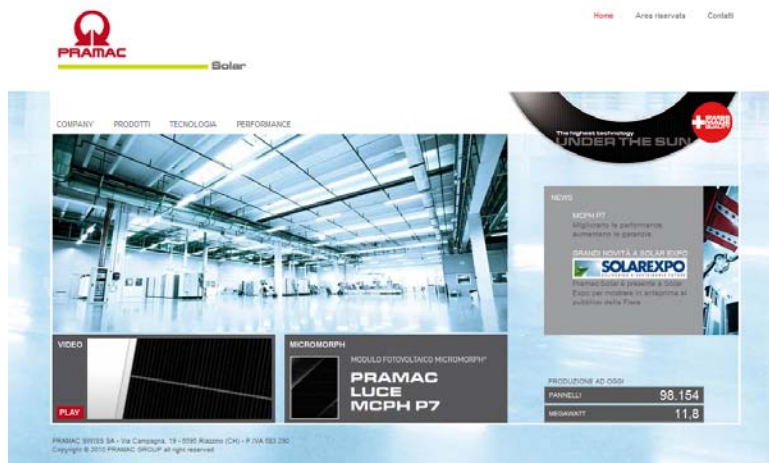 Home Area riservata Contatti
PRAMAC
Solar
COMPANY PRODOTTI TECNOLOGIA PERFORMANCE
The highest technology
UNDER THE SUN
SWISS
MADE
QUALITY
NEWS
MCPH P7
Migliorano le performance,
aumentano le garanzie.
GRANDI NOVITÀ A SOLAR EXPO
SOLAREXPO
Pramac Solar è presente a Solar
Expo per mostrare in anteprima al
pubblico della Fiera
VIDEO
PLAY
MICROMORPH
MODULO FOTOVOLTAICO MICROMORPH®
PRAMAC
LUCE
MCPH P7
PRODUZIONE AD OGGI
PANNELLI 98.154
MEGAWATT 11,8
PRAMAC SWISS SA - Via Campagna, 19 - 6595 Riazzino (CH) - P.IVA
Copyright © 2010 PRAMAC GROUP all right reserved